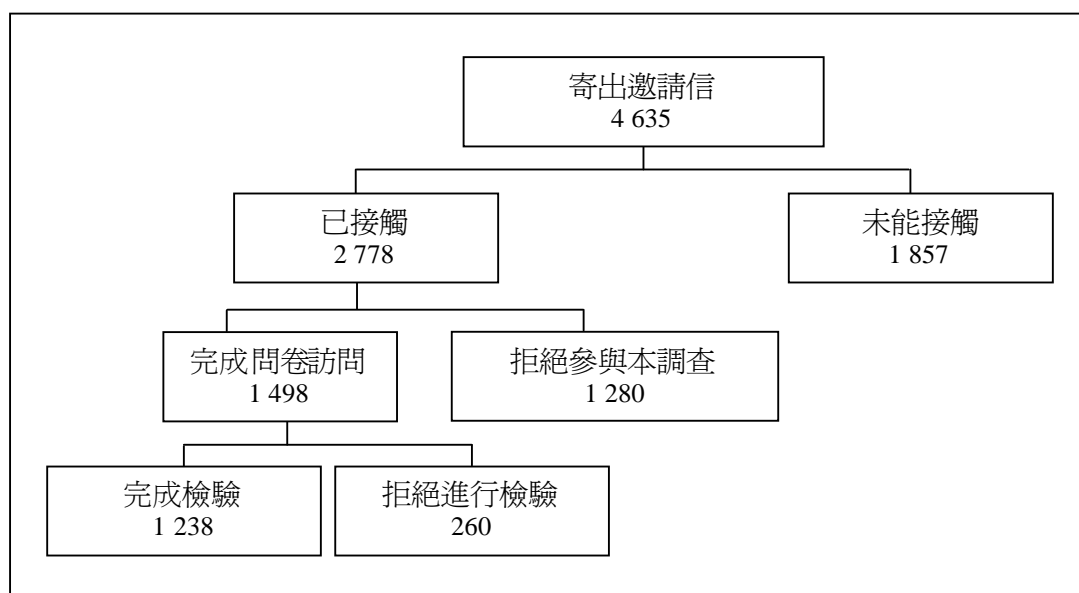 寄出邀請信
4 635
已接觸
2 778
未能接觸
1 857
完成問卷訪問
1 498
拒絕參與本調查
1 280
完成檢驗
1 238
拒絕進行檢驗
260